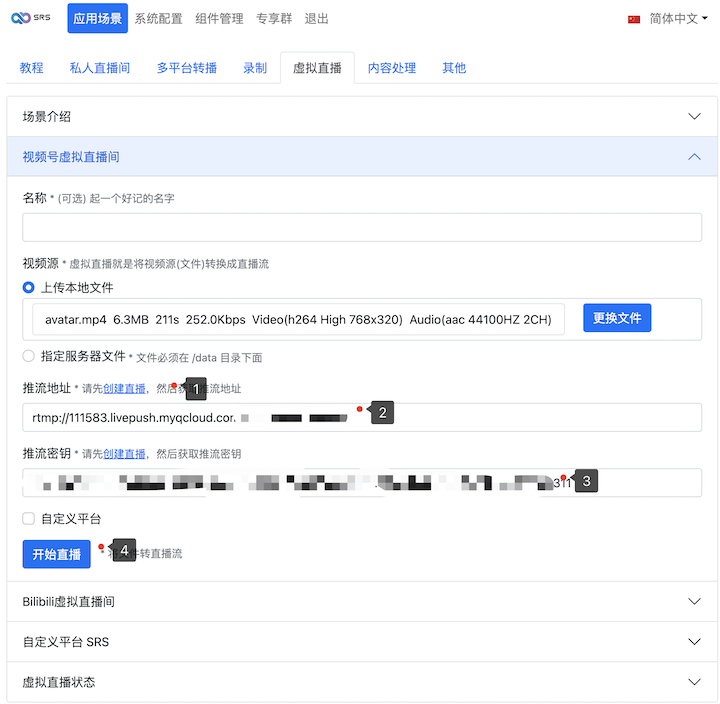 SRS 应用场景 系统配置 组件管理 专享群 退出 简体中文
教程 私人直播间 多平台转播 录制 虚拟直播 内容处理 其他
场景介绍
视频号虚拟直播间
名称 * (可选) 起一个好记的名字
视频源 * 虚拟直播就是将视频源(文件)转换成直播流
上传本地文件
avatar.mp4 6.3MB 211s 252.0Kbps Video(h264 High 768x320) Audio(aac 44100HZ 2CH) 更换文件
指定服务器文件 * 文件必须在 /data 目录下面
推流地址 * 请先创建直播，然后 1 推流地址
rtmp://111583.livepush.myqcloud.com 2
推流密钥 * 请先创建直播，然后获取推流密钥
311 3
自定义平台
开始直播 * 4 文件转直播流
Bilibili虚拟直播间
自定义平台 SRS
虚拟直播状态